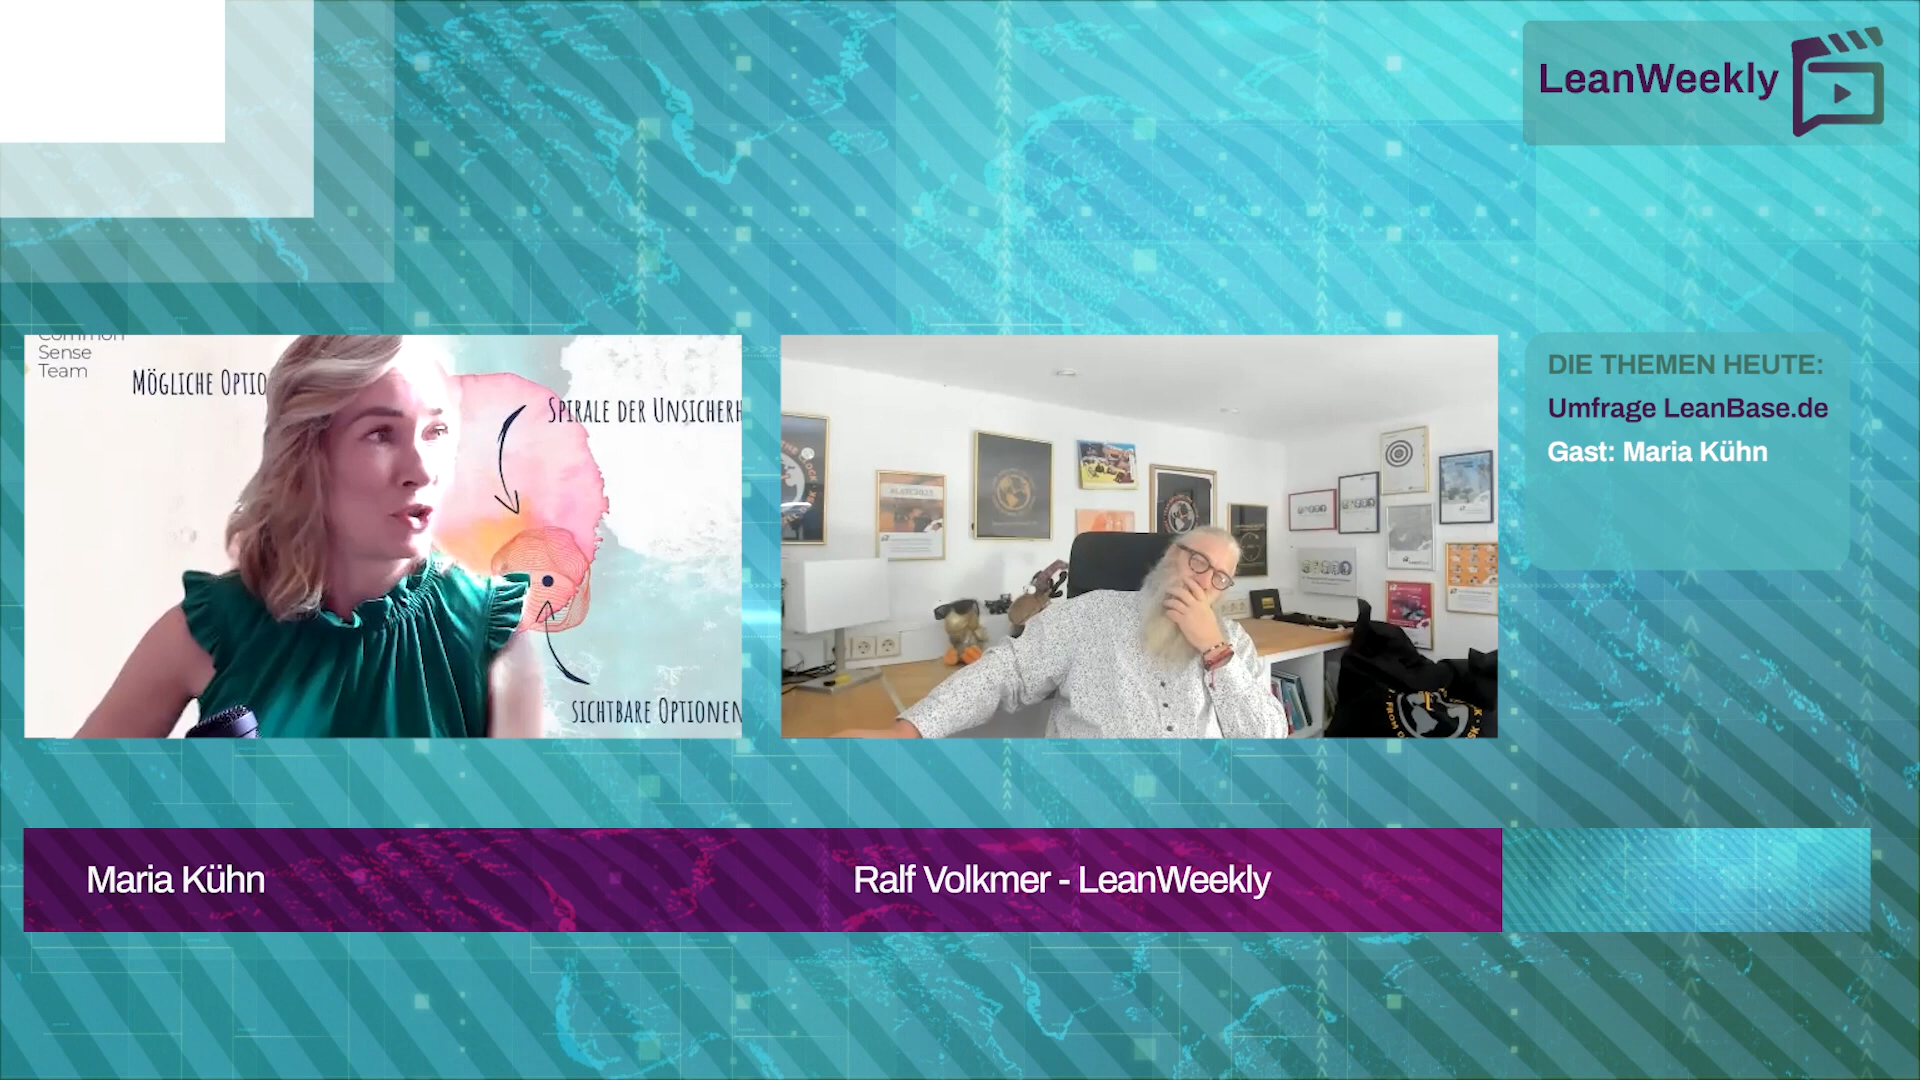 LeanWeekly
Common
Sense
Team
MÖGLICHE OPTIO
SPIRALE DER UNSICHERH
SICHTBARE OPTIONEN
DIE THEMEN HEUTE:
Umfrage LeanBase.de
Gast: Maria Kühn
Maria Kühn
Ralf Volkmer - LeanWeekly